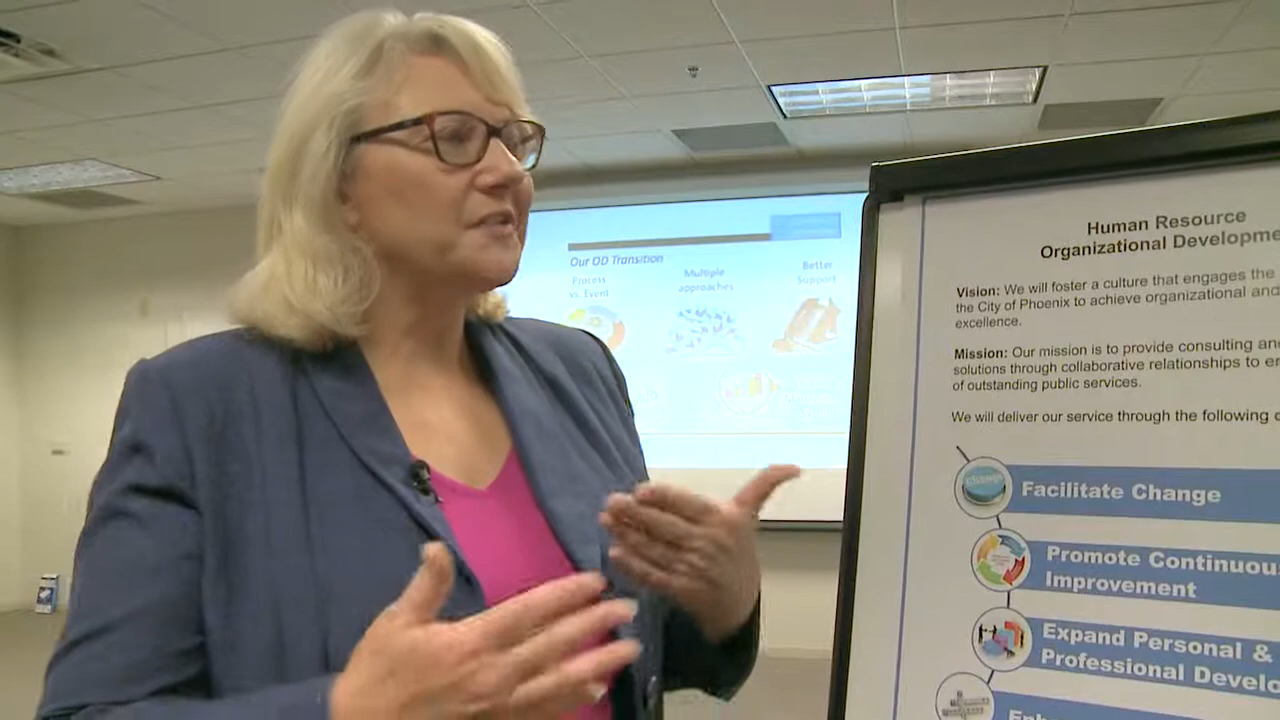 Our OD Transition
Process
vs. Event
Multiple
approaches
Better
Support
Human Resource
Organizational Developme
Vision: We will foster a culture that engages the
the City of Phoenix to achieve organizational and
excellence.
Mission: Our mission is to provide consulting an
solutions through collaborative relationships to e
of outstanding public services.
We will deliver our service through the following
Facilitate Change
Promote Continuou
Improvement
Expand Personal &
Professional Develo